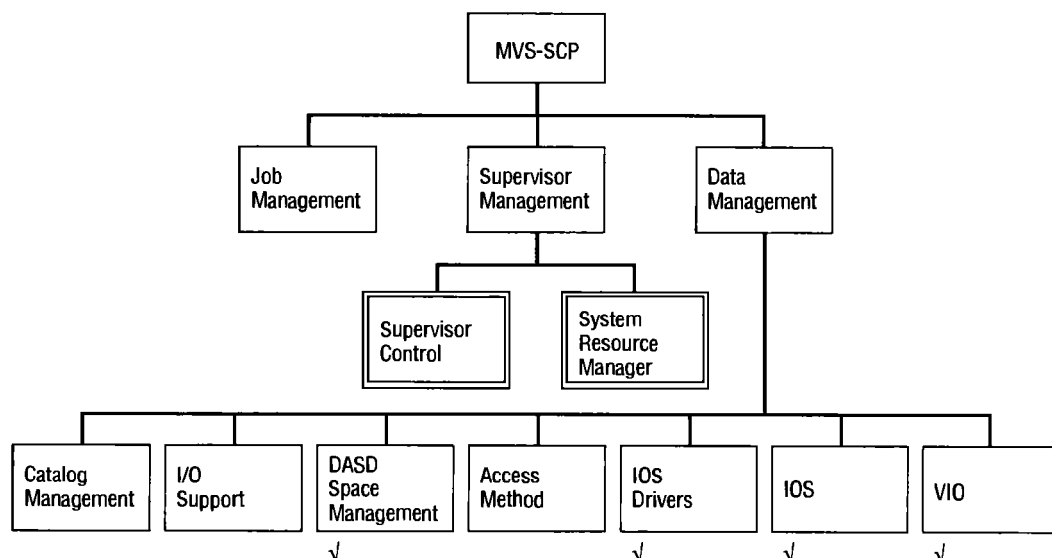 MVS-SCP
Job
Management
Supervisor
Management
Data
Management
Supervisor
Control
System
Resource
Manager
Catalog
Management
I/O
Support
DASD
Space
Management
Access
Method
IOS
Drivers
IOS
VIO
√ √ √ √